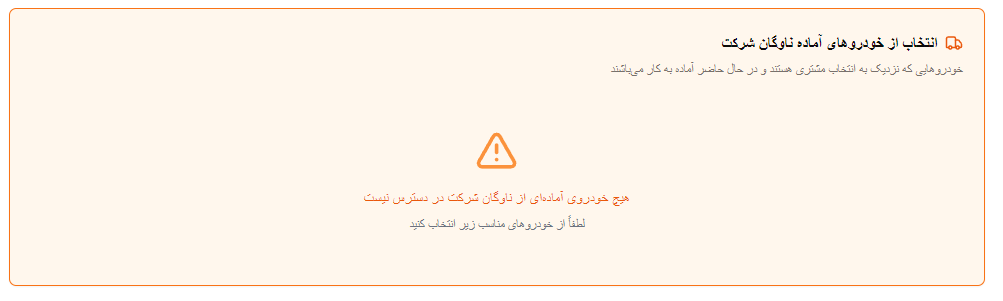 انتخاب از خودروهای آماده ناوگان شرکت
خودروهایی که نزدیک به انتخاب مشتری هستند و در حال حاضر آماده به کار می‌باشند
هیچ خودروی آماده‌ای از ناوگان شرکت در دسترس نیست
لطفاً از خودروهای مناسب زیر انتخاب کنید